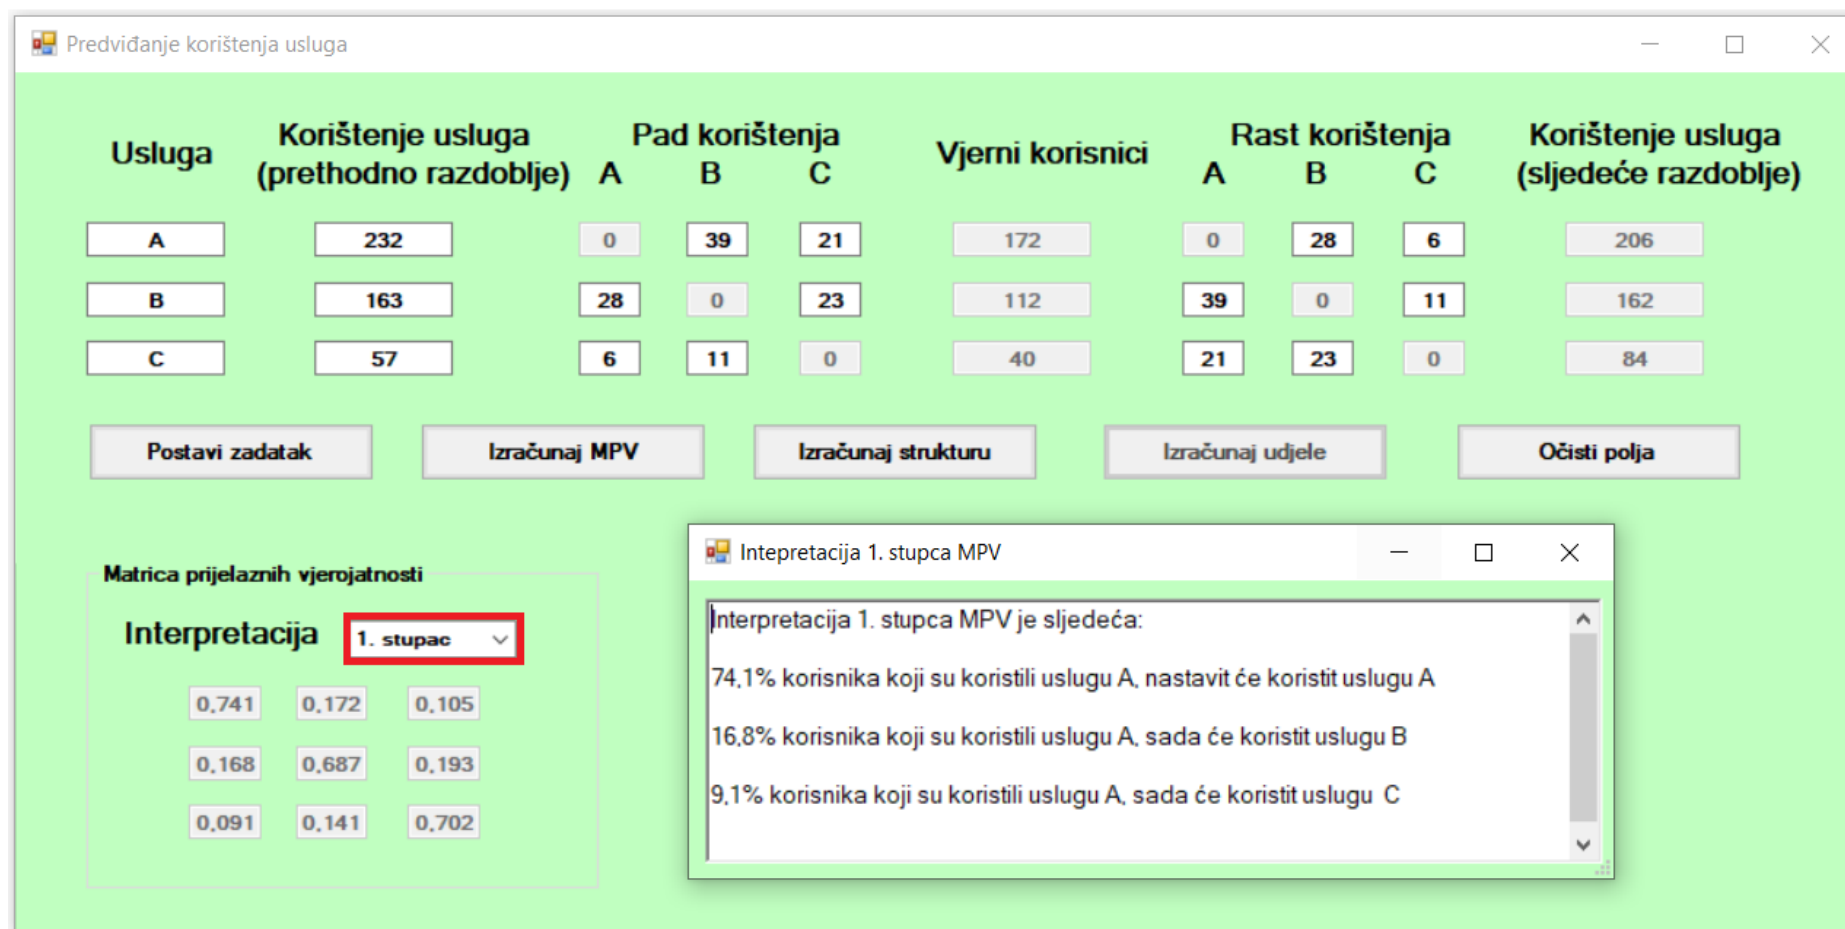 Predviđanje korištenja usluga
Usluga
Korištenje usluga
(prethodno razdoblje)
Pad korištenja
A B C
Vjerni korisnici
Rast korištenja
A B C
Korištenje usluga
(sljedeće razdoblje)
A 232 0 39 21 172 0 28 6 206
B 163 28 0 23 112 39 0 11 162
C 57 6 11 0 40 21 23 0 84
Postavi zadatak Izračunaj MPV Izračunaj strukturu Izračunaj udjele Očisti polja
Matrica prijelaznih vjerojatnosti
Interpretacija 1. stupac
0,741 0,172 0,105
0,168 0,687 0,193
0,091 0,141 0,702
Intepretacija 1. stupca MPV
Interpretacija 1. stupca MPV je sljedeća:
74,1% korisnika koji su koristili uslugu A, nastavit će koristit uslugu A
16,8% korisnika koji su koristili uslugu A, sada će koristit uslugu B
9,1% korisnika koji su koristili uslugu A, sada će koristit uslugu  C